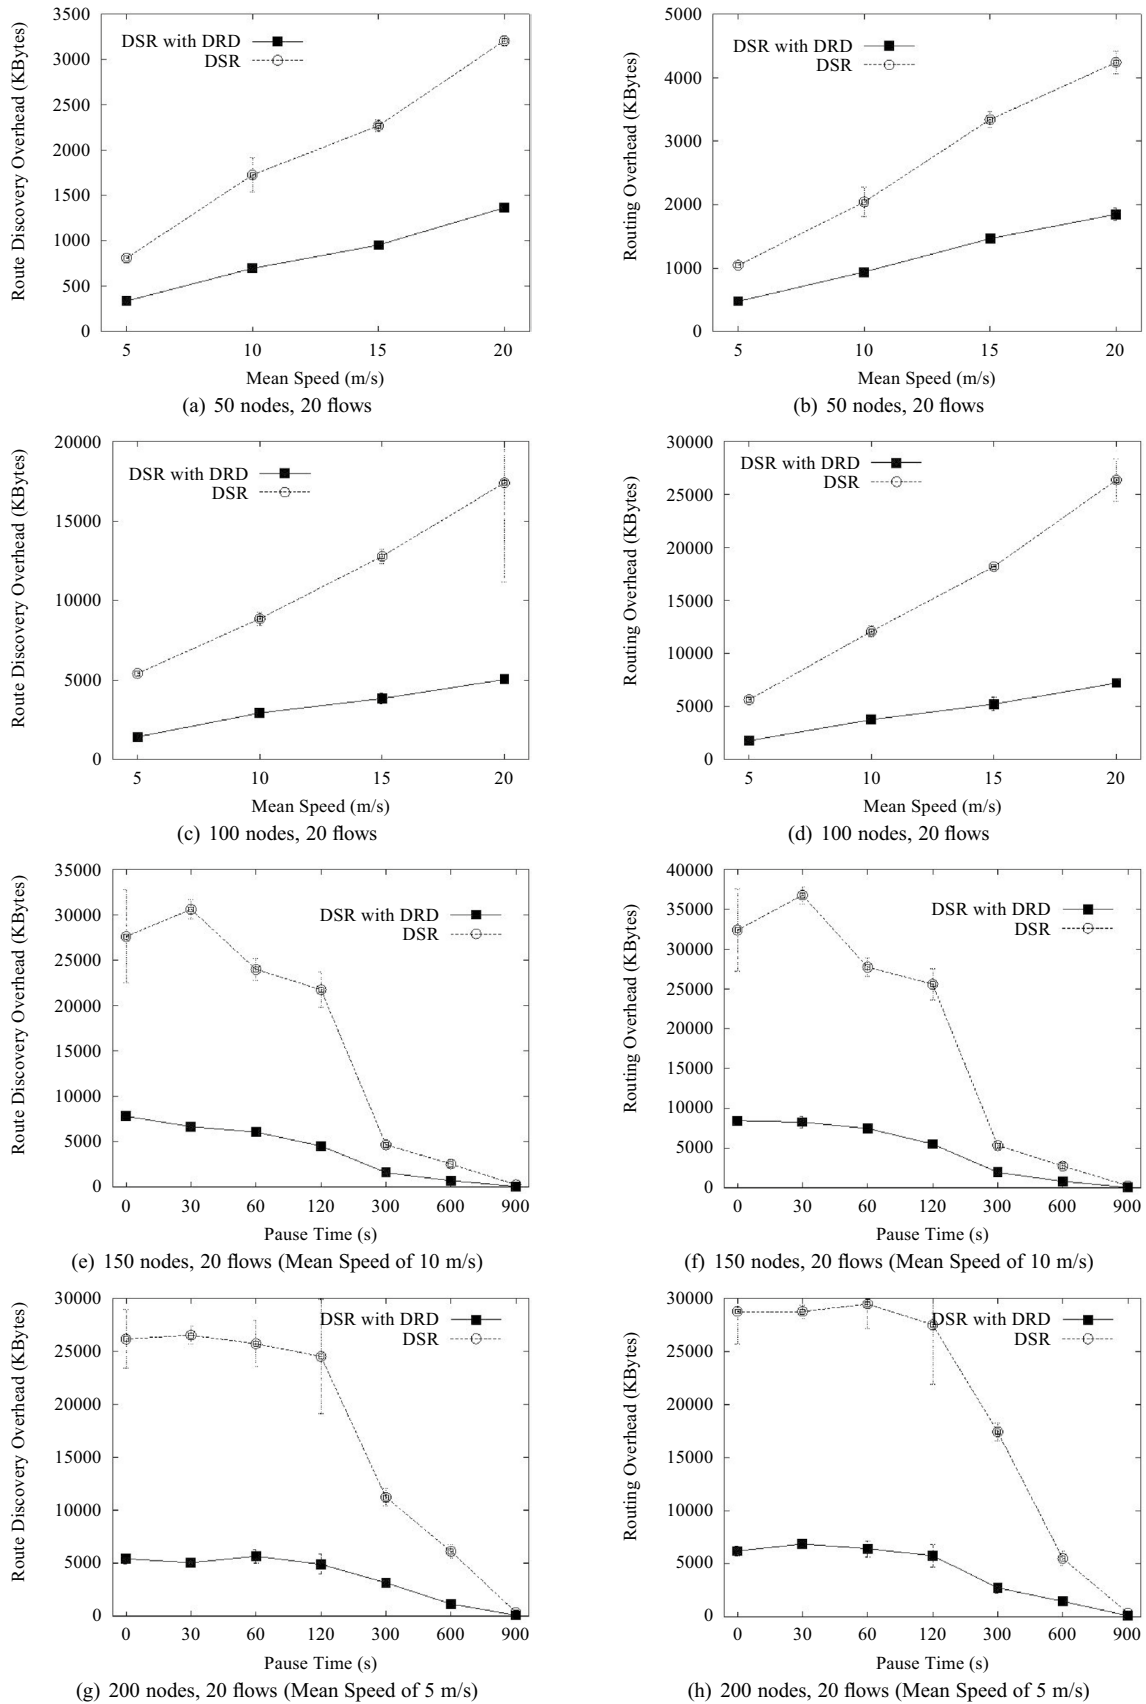 Route Discovery Overhead (KBytes)
3500
3000
2500
2000
1500
1000
500
0
DSR with DRD
DSR
5 10 15 20
Mean Speed (m/s)
(a) 50 nodes, 20 flows
Routing Overhead (KBytes)
5000
4000
3000
2000
1000
0
DSR with DRD
DSR
5 10 15 20
Mean Speed (m/s)
(b) 50 nodes, 20 flows
Route Discovery Overhead (KBytes)
20000
15000
10000
5000
0
DSR with DRD
DSR
5 10 15 20
Mean Speed (m/s)
(c) 100 nodes, 20 flows
Routing Overhead (KBytes)
30000
25000
20000
15000
10000
5000
0
DSR with DRD
DSR
5 10 15 20
Mean Speed (m/s)
(d) 100 nodes, 20 flows
Route Discovery Overhead (KBytes)
35000
30000
25000
20000
15000
10000
5000
0
DSR with DRD
DSR
0 30 60 120 300 600 900
Pause Time (s)
(e) 150 nodes, 20 flows (Mean Speed of 10 m/s)
Routing Overhead (KBytes)
40000
35000
30000
25000
20000
15000
10000
5000
0
DSR with DRD
DSR
0 30 60 120 300 600 900
Pause Time (s)
(f) 150 nodes, 20 flows (Mean Speed of 10 m/s)
Route Discovery Overhead (KBytes)
30000
25000
20000
15000
10000
5000
0
DSR with DRD
DSR
0 30 60 120 300 600 900
Pause Time (s)
(g) 200 nodes, 20 flows (Mean Speed of 5 m/s)
Routing Overhead (KBytes)
30000
25000
20000
15000
10000
5000
0
DSR with DRD
DSR
0 30 60 120 300 600 900
Pause Time (s)
(h) 200 nodes, 20 flows (Mean Speed of 5 m/s)